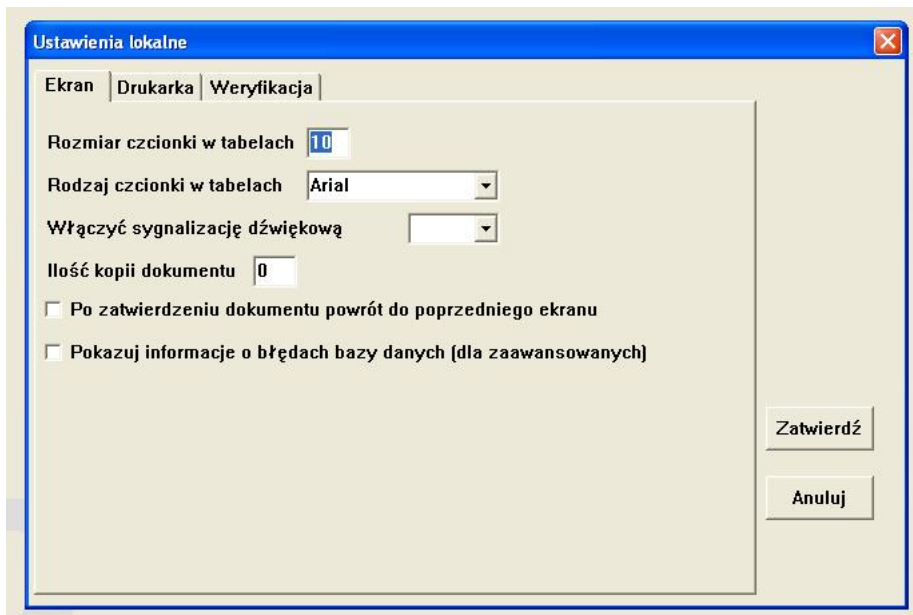 Ustawienia lokalne
Ekran Drukarka Weryfikacja
Rozmiar czcionki w tabelach 10
Rodzaj czcionki w tabelach Arial
Włączyć sygnalizację dźwiękową
Ilość kopii dokumentu 0
Po zatwierdzeniu dokumentu powrót do poprzedniego ekranu
Pokazuj informacje o błędach bazy danych (dla zaawansowanych)
Zatwierdź
Anuluj